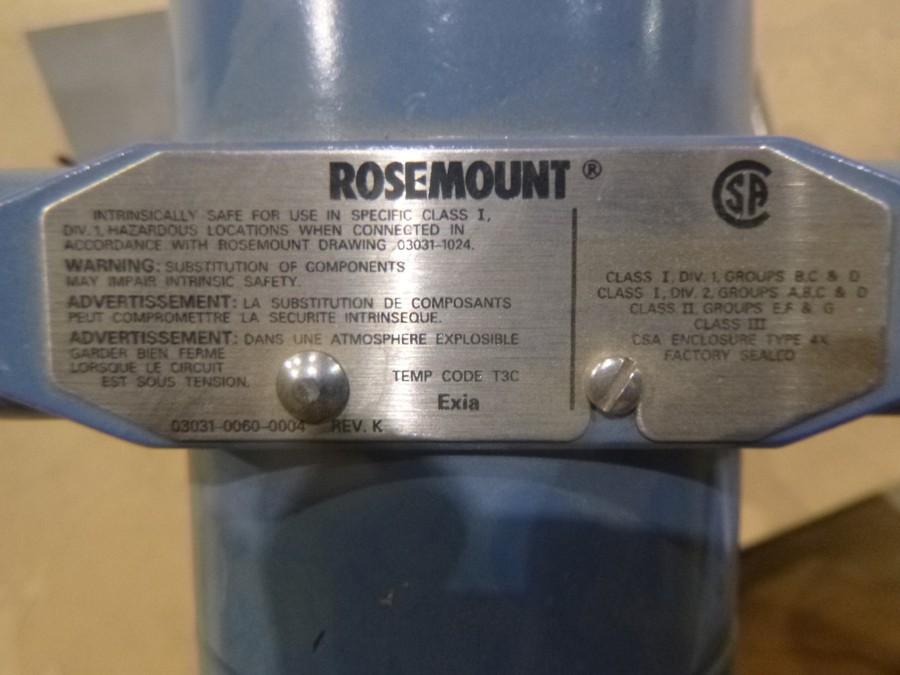 ROSEMOUNT ®
INTRINSICALLY SAFE FOR USE IN SPECIFIC CLASS I,
DIV. 1, HAZARDOUS LOCATIONS WHEN CONNECTED IN
ACCORDANCE WITH ROSEMOUNT DRAWING 03031-1024.
WARNING: SUBSTITUTION OF COMPONENTS
MAY IMPAIR INTRINSIC SAFETY.
ADVERTISSEMENT: LA SUBSTITUTION DE COMPOSANTS
PEUT COMPROMETTRE LA SECURITE INTRINSEQUE.
ADVERTISSEMENT: DANS UNE ATMOSPHERE EXPLOSIBLE
GARDER BIEN FERME
LORSQUE LE CIRCUIT
EST SOUS TENSION.
TEMP CODE T3C
Exia
03031-0060-0004 REV. K
CSA
CLASS I, DIV. 1, GROUPS B,C & D
CLASS I, DIV. 2, GROUPS A,B,C & D
CLASS II, GROUPS E,F & G
CLASS III
CSA ENCLOSURE TYPE 4X
FACTORY SEALED